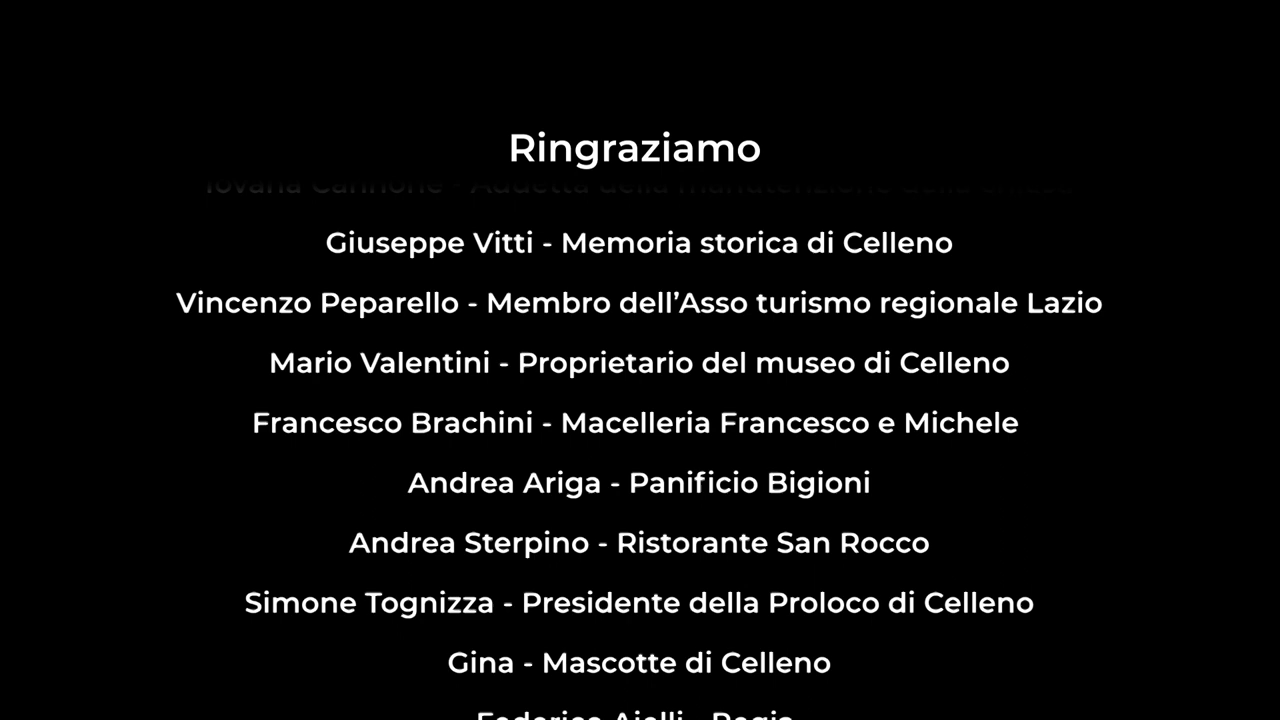 Ringraziamo
Giuseppe Vitti - Memoria storica di Celleno
Vincenzo Peparello - Membro dell’Asso turismo regionale Lazio
Mario Valentini - Proprietario del museo di Celleno
Francesco Brachini - Macelleria Francesco e Michele
Andrea Ariga - Panificio Bigioni
Andrea Sterpino - Ristorante San Rocco
Simone Tognizza - Presidente della Proloco di Celleno
Gina - Mascotte di Celleno